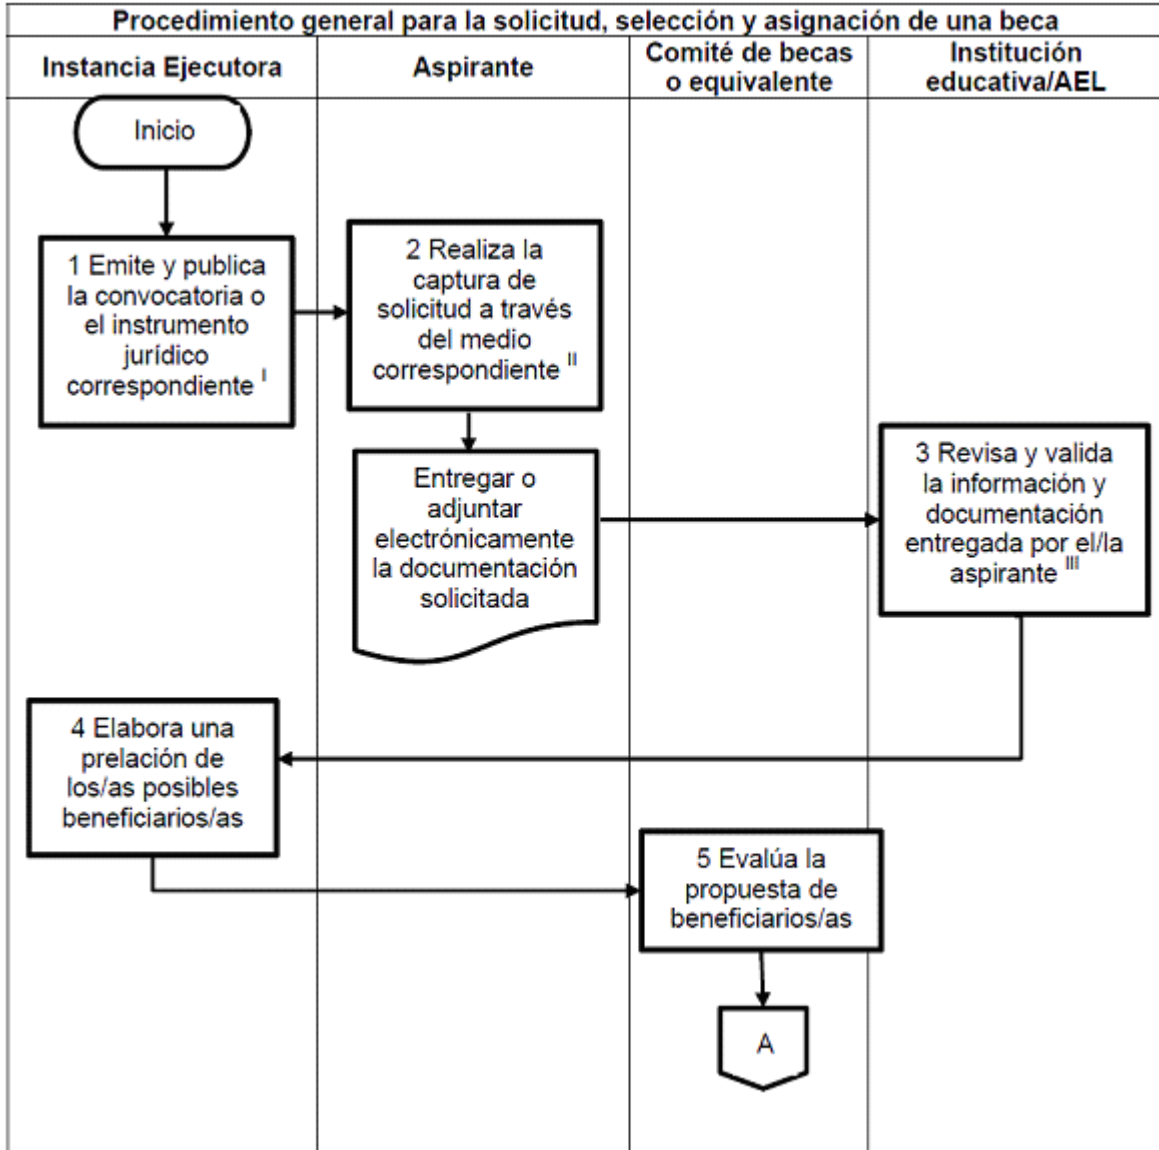 Procedimiento general para la solicitud, selección y asignación de una beca
Instancia Ejecutora
Aspirante
Comité de becas
o equivalente
Institución
educativa/AEL
Inicio
1 Emite y publica
la convocatoria o
el instrumento
jurídico
correspondiente I
2 Realiza la
captura de
solicitud a través
del medio
correspondiente II
Entregar o
adjuntar
electrónicamente
la documentación
solicitada
3 Revisa y valida
la información y
documentación
entregada por el/la
aspirante III
4 Elabora una
prelación de
los/as posibles
beneficiarios/as
5 Evalúa la
propuesta de
beneficiarios/as
A